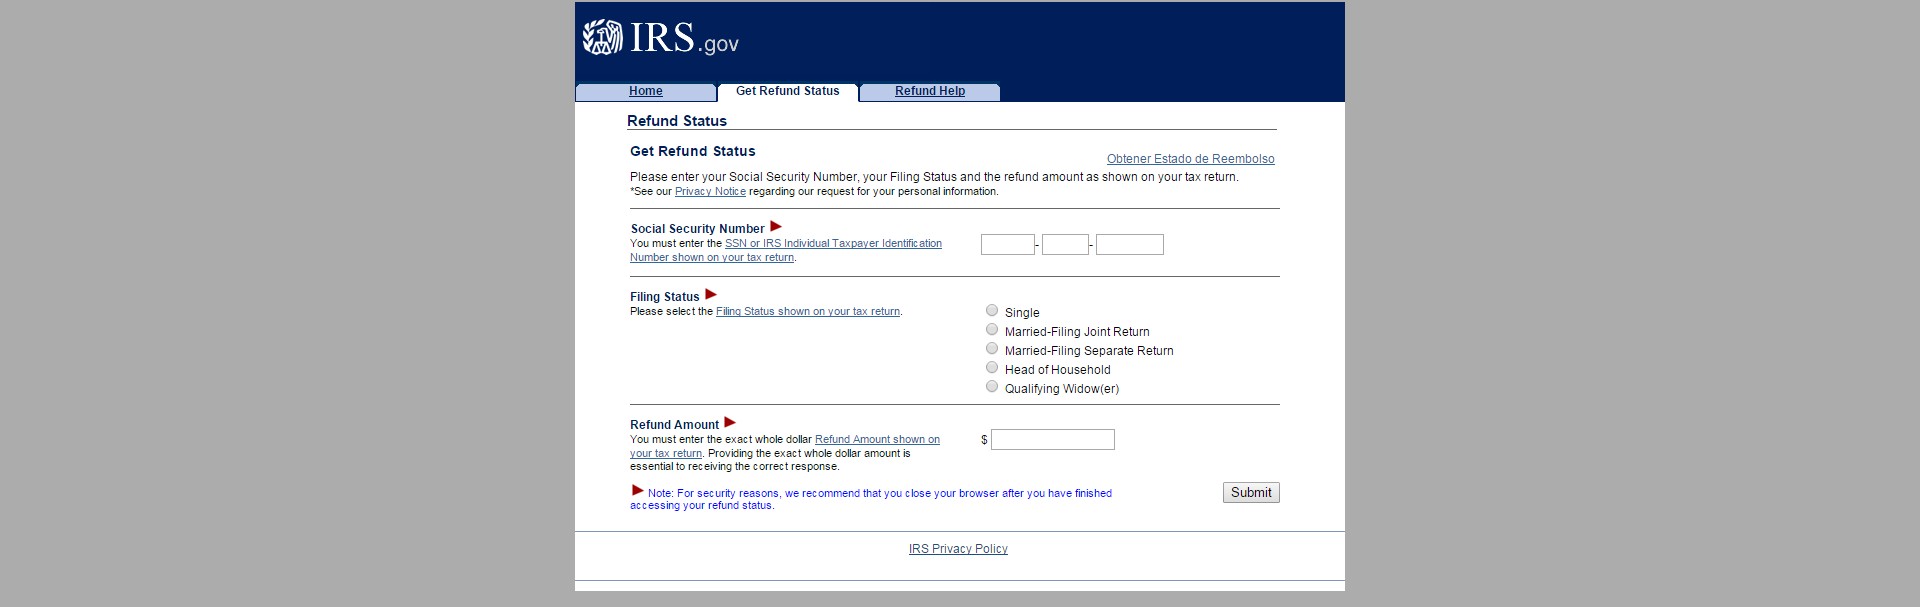 IRS.gov
Home
Get Refund Status
Refund Help
Refund Status
Get Refund Status
Obtener Estado de Reembolso
Please enter your Social Security Number, your Filing Status and the refund amount as shown on your tax return.
*See our Privacy Notice regarding our request for your personal information.
Social Security Number
You must enter the SSN or IRS Individual Taxpayer Identification
Number shown on your tax return.
- -
Filing Status
Please select the Filing Status shown on your tax return.
Single
Married-Filing Joint Return
Married-Filing Separate Return
Head of Household
Qualifying Widow(er)
Refund Amount
You must enter the exact whole dollar Refund Amount shown on
your tax return. Providing the exact whole dollar amount is
essential to receiving the correct response.
$
Note: For security reasons, we recommend that you close your browser after you have finished
accessing your refund status.
Submit
IRS Privacy Policy